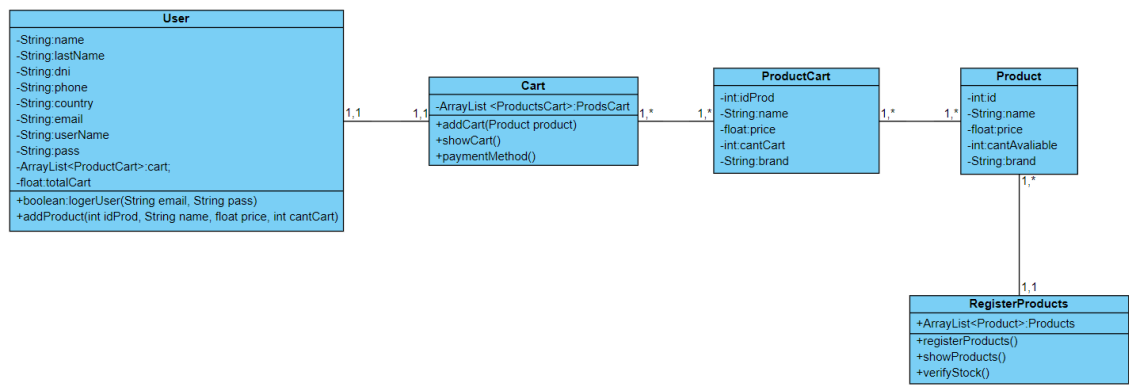 User
-String:name
-String:lastName
-String:dni
-String:phone
-String:country
-String:email
-String:userName
-String:pass
-ArrayList<ProductCart>:cart;
-float:totalCart
+boolean:logerUser(String email, String pass)
+addProduct(int idProd, String name, float price, int cantCart)
1,1
1,1
Cart
-ArrayList <ProductsCart>:ProdsCart
+addCart(Product product)
+showCart()
+paymentMethod()
1,*
1,*
ProductCart
-int:idProd
-String:name
-float:price
-int:cantCart
-String:brand
1,*
1,*
Product
-int:id
-String:name
-float:price
-int:cantAvaliable
-String:brand
1,*
1,1
RegisterProducts
+ArrayList<Product>:Products
+registerProducts()
+showProducts()
+verifyStock()